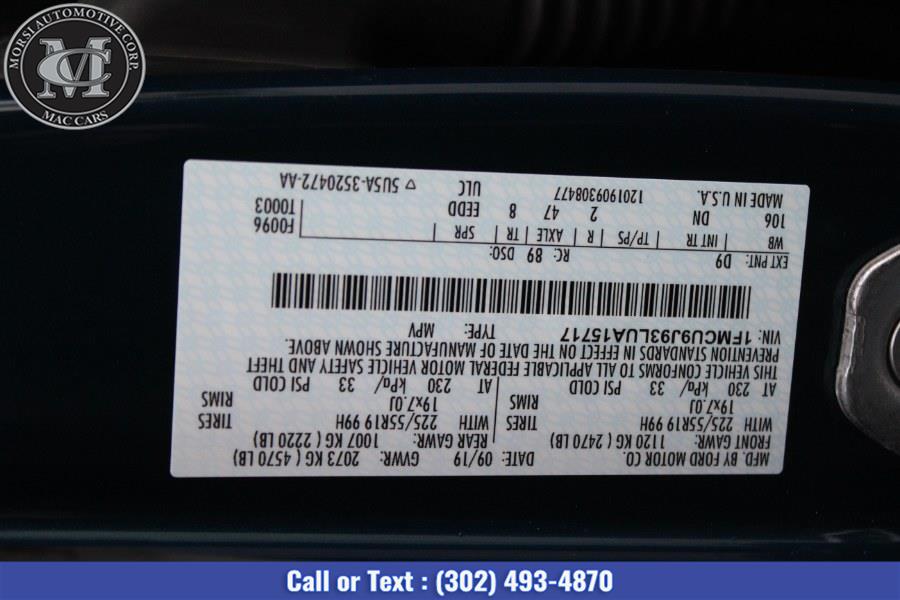 MORSI AUTOMOTIVE CORP.
MC
MAC CARS
MFD. BY FORD MOTOR CO.
DATE: 09/19 GVWR: 2073 KG ( 4570 LB)
FRONT GAWR: 1120 KG ( 2470 LB) REAR GAWR: 1007 KG ( 2220 LB)
WITH 225/55R19 99H TIRES WITH 225/55R19 99H TIRES
19x7.0J RIMS 19x7.0J RIMS
AT 230 kPa/ 33 PSI COLD AT 230 kPa/ 33 PSI COLD
THIS VEHICLE CONFORMS TO ALL APPLICABLE FEDERAL MOTOR VEHICLE SAFETY AND THEFT
PREVENTION STANDARDS IN EFFECT ON THE DATE OF MANUFACTURE SHOWN ABOVE.
VIN: 1FMCU9J93LUA15717 TYPE: MPV
EXT PNT: D9 RC: 89 DSO:
WB INT TR TP/PS R AXLE TR SPR F0096
106 DN 2 47 8 EEDD T0003
MADE IN U.S.A. 120190930847​7 ULC ▽ 5U5A-3520472-AA
Call or Text : (302) 493-4870